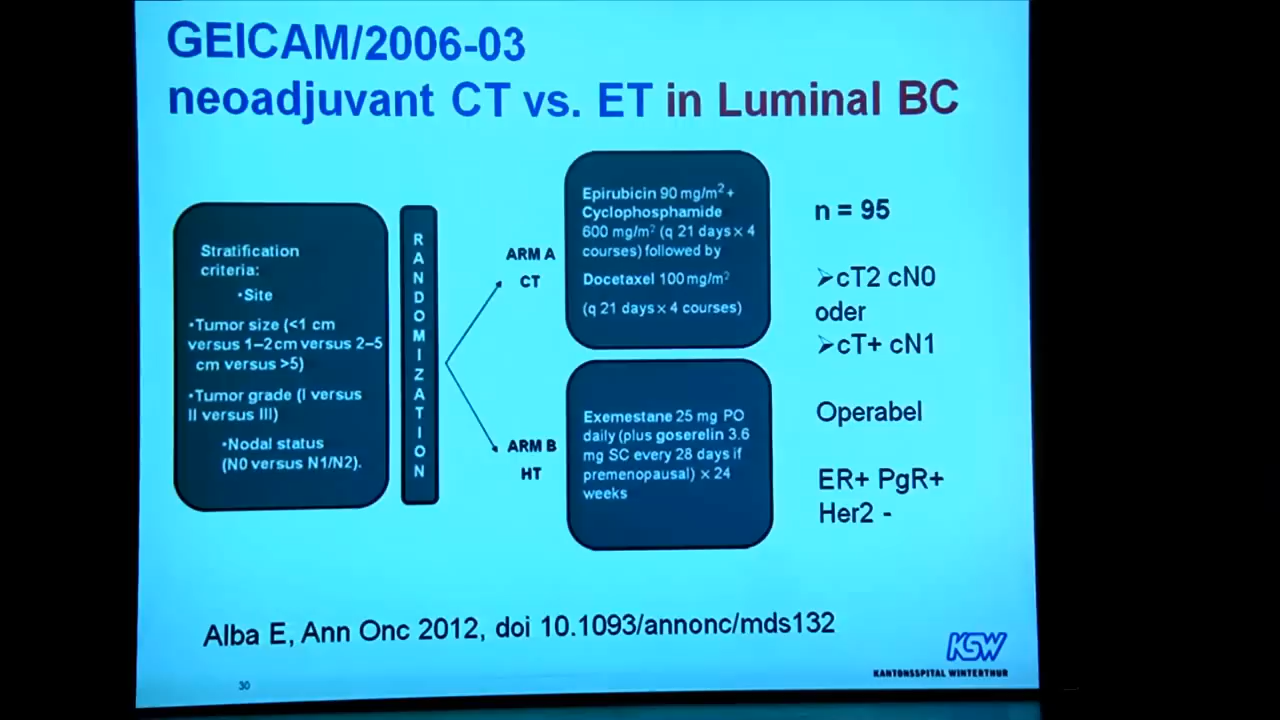 GEICAM/2006-03
neoadjuvant CT vs. ET in Luminal BC
Stratification
criteria:
•Site
•Tumor size (<1 cm
versus 1–2cm versus 2–5
cm versus >5)
•Tumor grade (I versus
II versus III)
•Nodal status
(N0 versus N1/N2).
RANDOMIZATION
ARM A
CT
Epirubicin 90 mg/m² +
Cyclophosphamide
600 mg/m² (q 21 days × 4
courses) followed by
Docetaxel 100 mg/m²
(q 21 days × 4 courses)
ARM B
HT
Exemestane 25 mg PO
daily (plus goserelin 3.6
mg SC every 28 days if
premenopausal) × 24
weeks
n = 95
➢cT2 cN0
oder
➢cT+ cN1
Operabel
ER+ PgR+
Her2 -
Alba E, Ann Onc 2012, doi 10.1093/annonc/mds132
KSW
KANTONSSPITAL WINTERTHUR
30